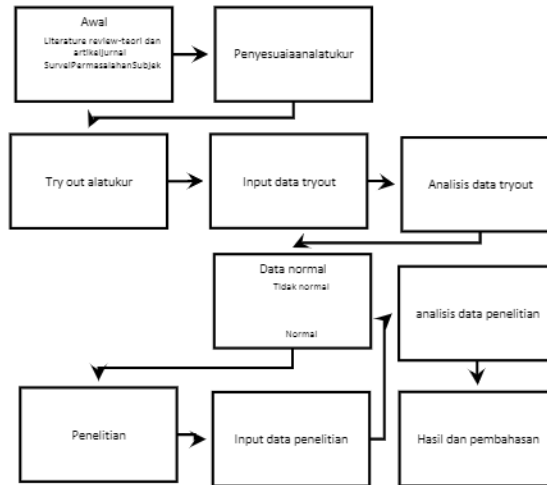 Awal
Literature review-teori dan
artikeljurnal
SurveiPermasalahanSubjek
Penyesuaiaanalatukur
Try out alatukur
Input data tryout
Analisis data tryout
Data normal
Tidak normal
Normal
analisis data penelitian
Penelitian
Input data penelitian
Hasil dan pembahasan